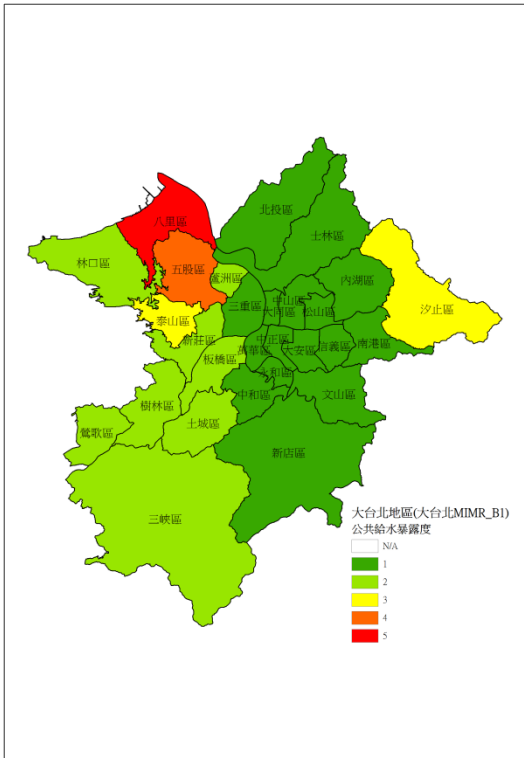 北投區
士林區
八里區
林口區
五股區
蘆洲區
內湖區
三重區
中山區
大同區
松山區
汐止區
泰山區
新莊區
板橋區
萬華區
中正區
大安區
信義區
南港區
永和區
中和區
文山區
樹林區
土城區
鶯歌區
新店區
三峽區
大台北地區(大台北MIMR_B1)
公共給水暴露度
N/A
1
2
3
4
5